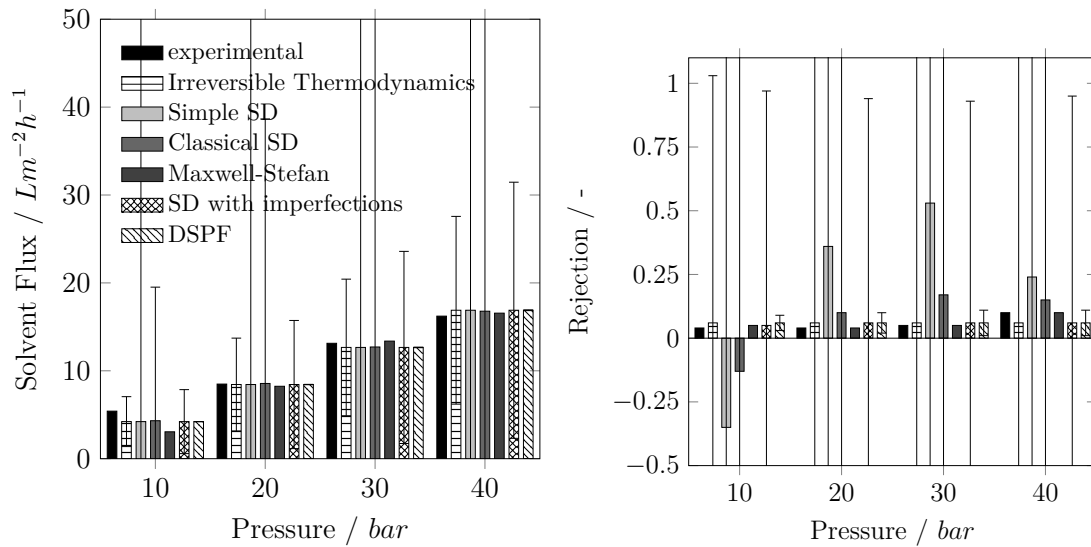 50
40
30
20
10
0
Solvent Flux / Lm⁻²h⁻¹
experimental
Irreversible Thermodynamics
Simple SD
Classical SD
Maxwell-Stefan
SD with imperfections
DSPF
10 20 30 40
Pressure / bar
1
0.75
0.5
0.25
0
−0.25
−0.5
Rejection / -
10 20 30 40
Pressure / bar